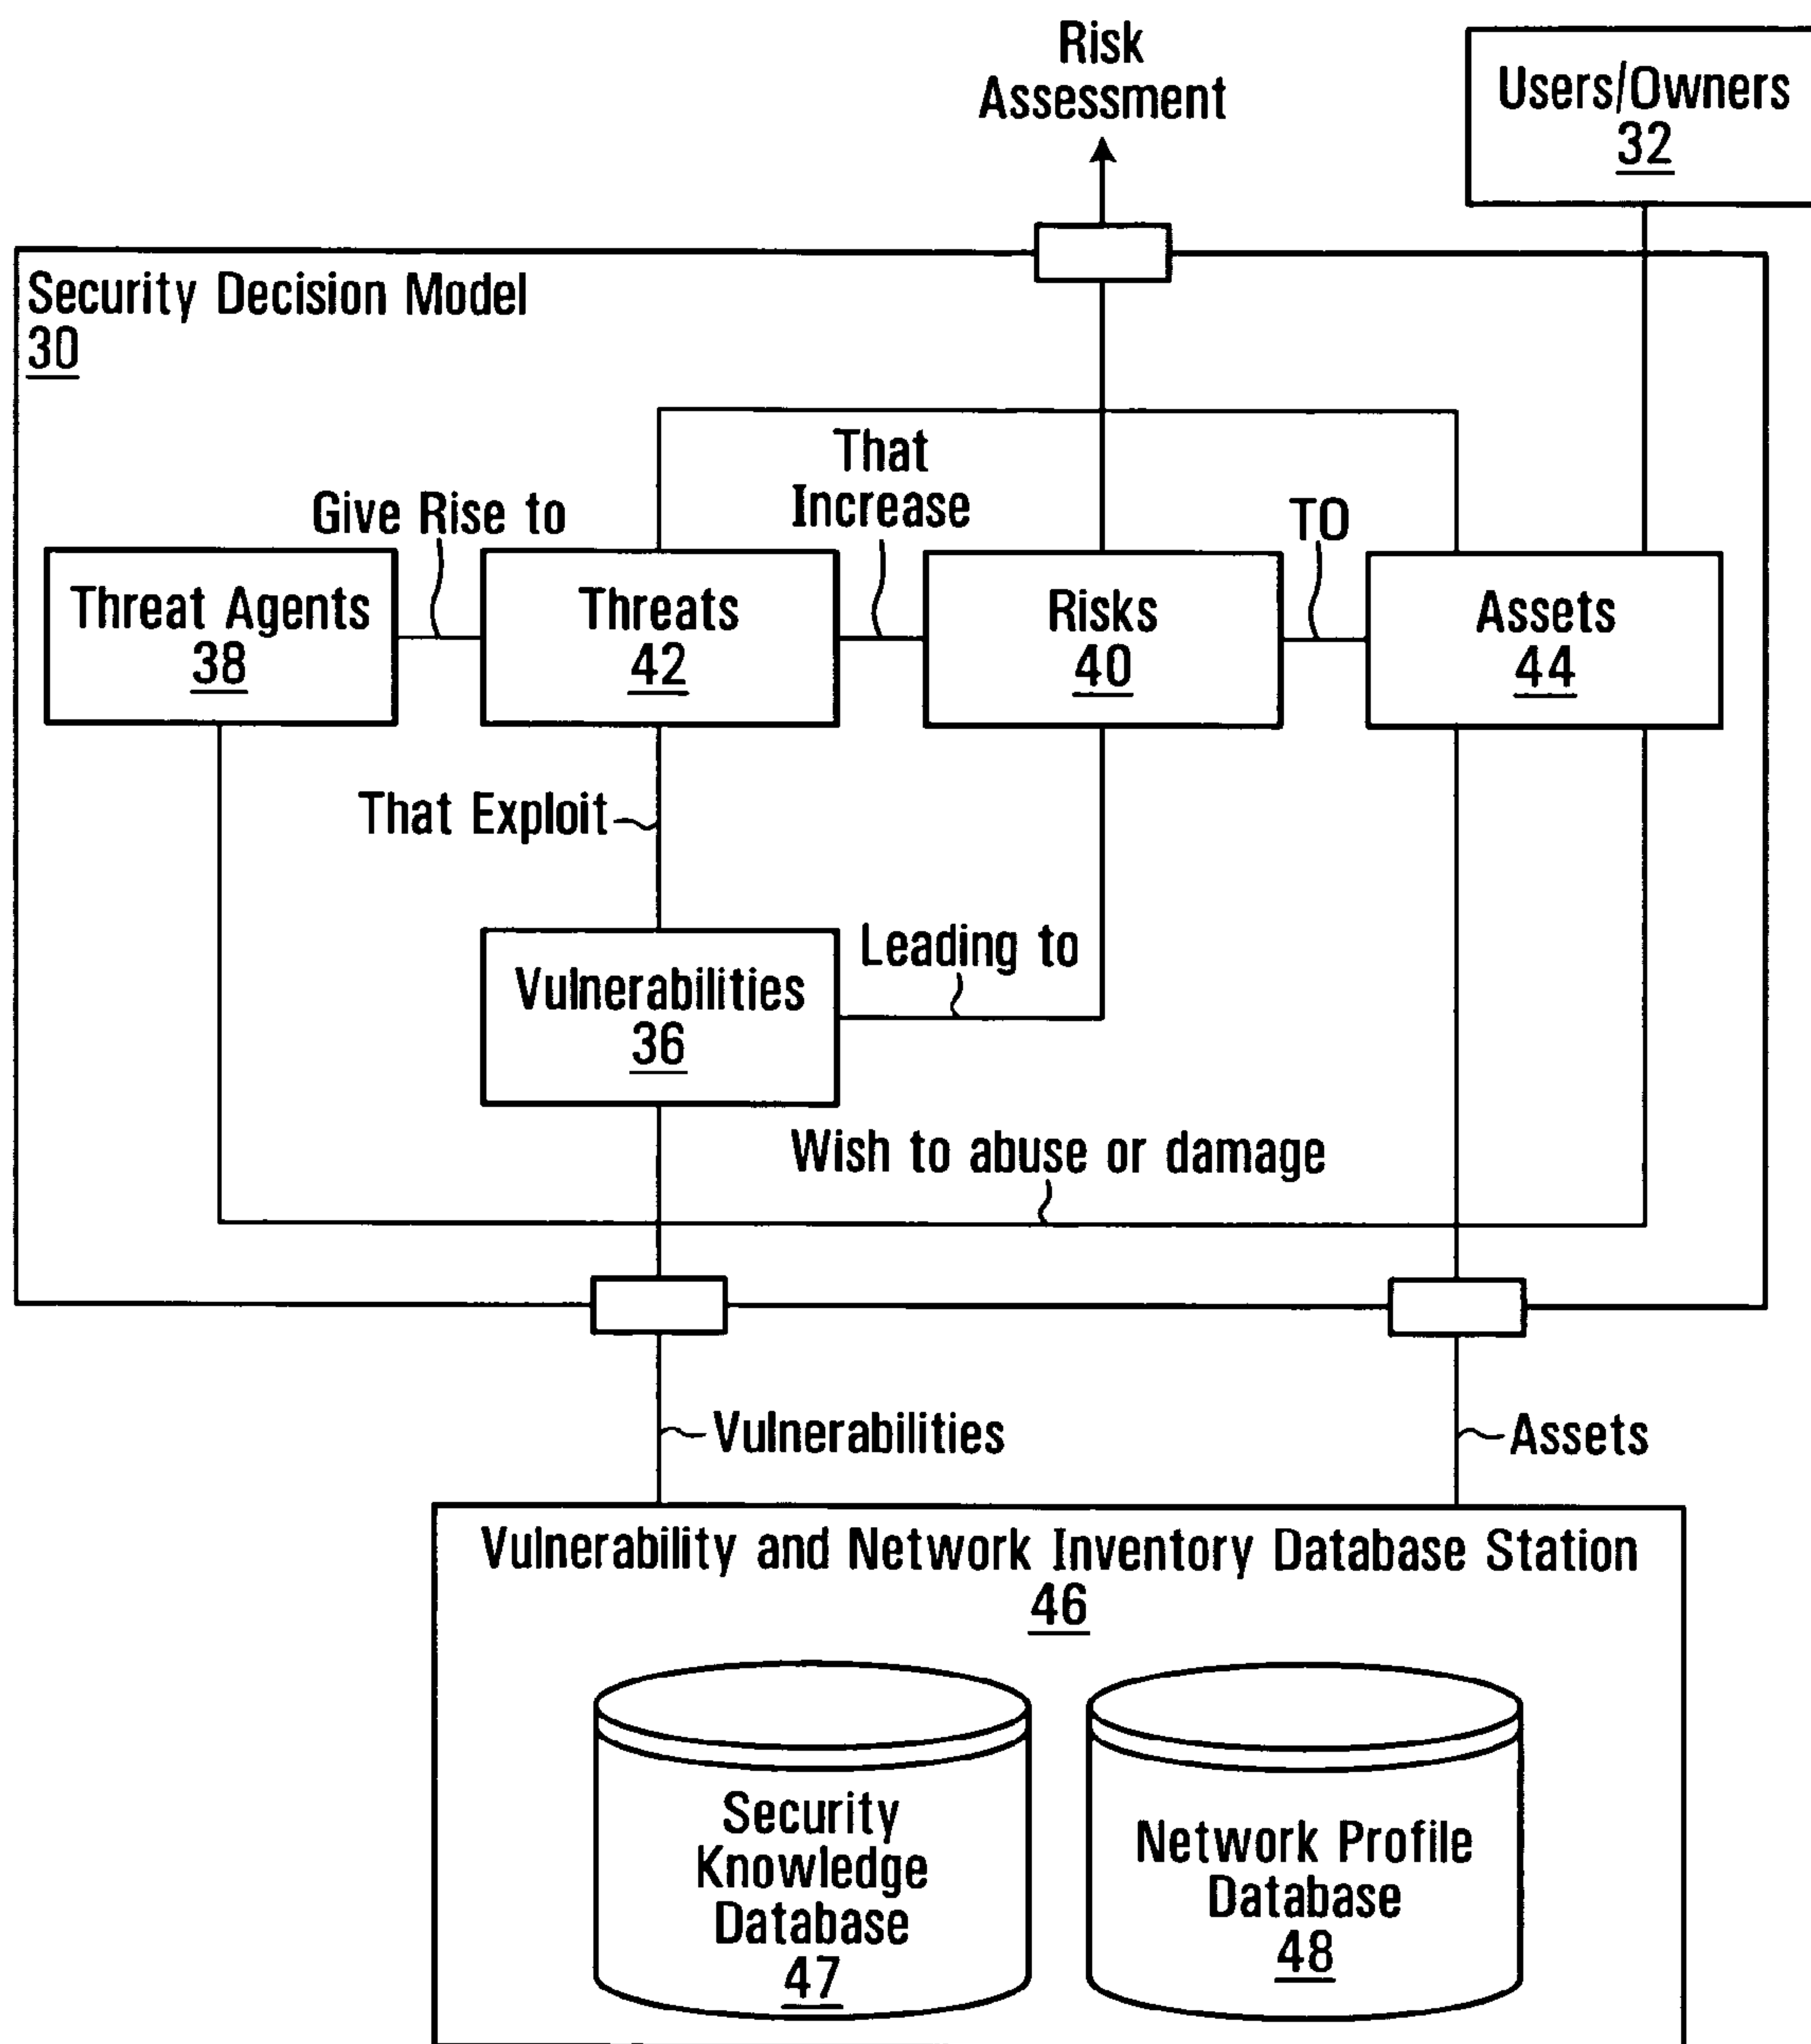 Risk
Assessment
Users/Owners
32
Security Decision Model
30
That
Increase
Give Rise to
TO
Threat Agents
38
Threats
42
Risks
40
Assets
44
That Exploit
Leading to
Vulnerabilities
36
Wish to abuse or damage
Vulnerabilities
Assets
Vulnerability and Network Inventory Database Station
46
Security
Knowledge
Database
47
Network Profile
Database
48